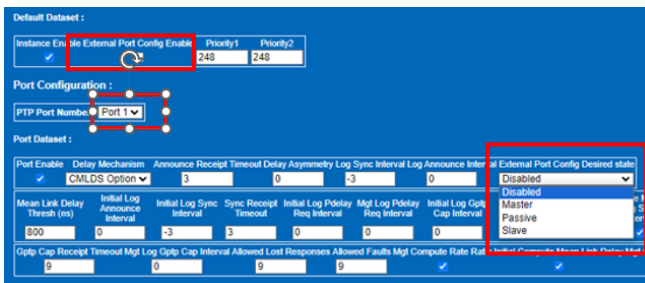 Default Dataset :
Instance Enable External Port Config Enable Priority1 Priority2
248 248
Port Configuration :
PTP Port Number Port 1
Port Dataset :
Port Enable Delay Mechanism Announce Receipt Timeout Delay Asymmetry Log Sync Interval Log Announce Interval External Port Config Desired state
CMLDS Option 3 0 -3 0 Disabled
Disabled
Master
Passive
Slave
Mean Link Delay Thresh (ns) Initial Log Announce Interval Initial Log Sync Interval Sync Receipt Timeout Initial Log Pdelay Req Interval Mgt Log Pdelay Req Interval Initial Log Gptp Cap Interval
800 0 -3 3 0 0 0
Gptp Cap Receipt Timeout Mgt Log Gptp Cap Interval Allowed Lost Responses Allowed Faults Mgt Compute Rate Ratio Initial Compute Mean Link Delay Mgt
9 0 9 9